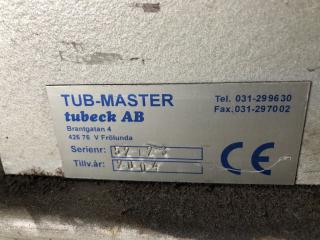 TUB-MASTER
tubeck AB
Brantgatan 4
426 76 V Frölunda
Tel. 031-299630
Fax. 031-297002
Serienr:
Tillv.år: 2004
CE